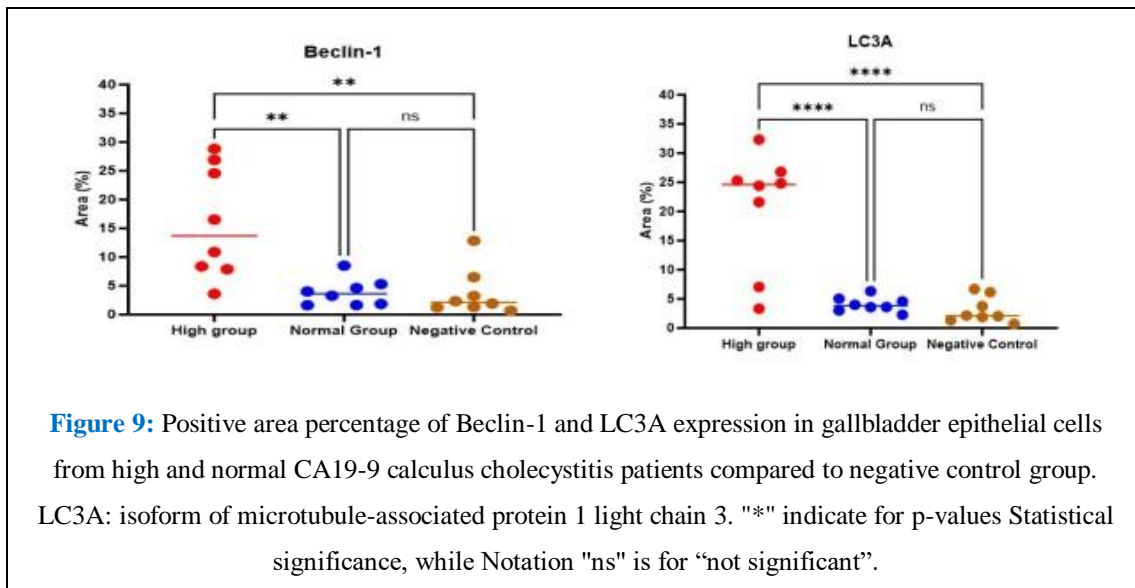 Beclin-1
**
**
ns
Area (%)
40
35
30
25
20
15
10
5
0
High group
Normal Group
Negative Control
LC3A
****
****
ns
Area (%)
40
35
30
25
20
15
10
5
0
High group
Normal Group
Negative Control
Figure 9: Positive area percentage of Beclin-1 and LC3A expression in gallbladder epithelial cells
from high and normal CA19-9 calculus cholecystitis patients compared to negative control group.
LC3A: isoform of microtubule-associated protein 1 light chain 3. "*" indicate for p-values Statistical
significance, while Notation "ns" is for “not significant”.